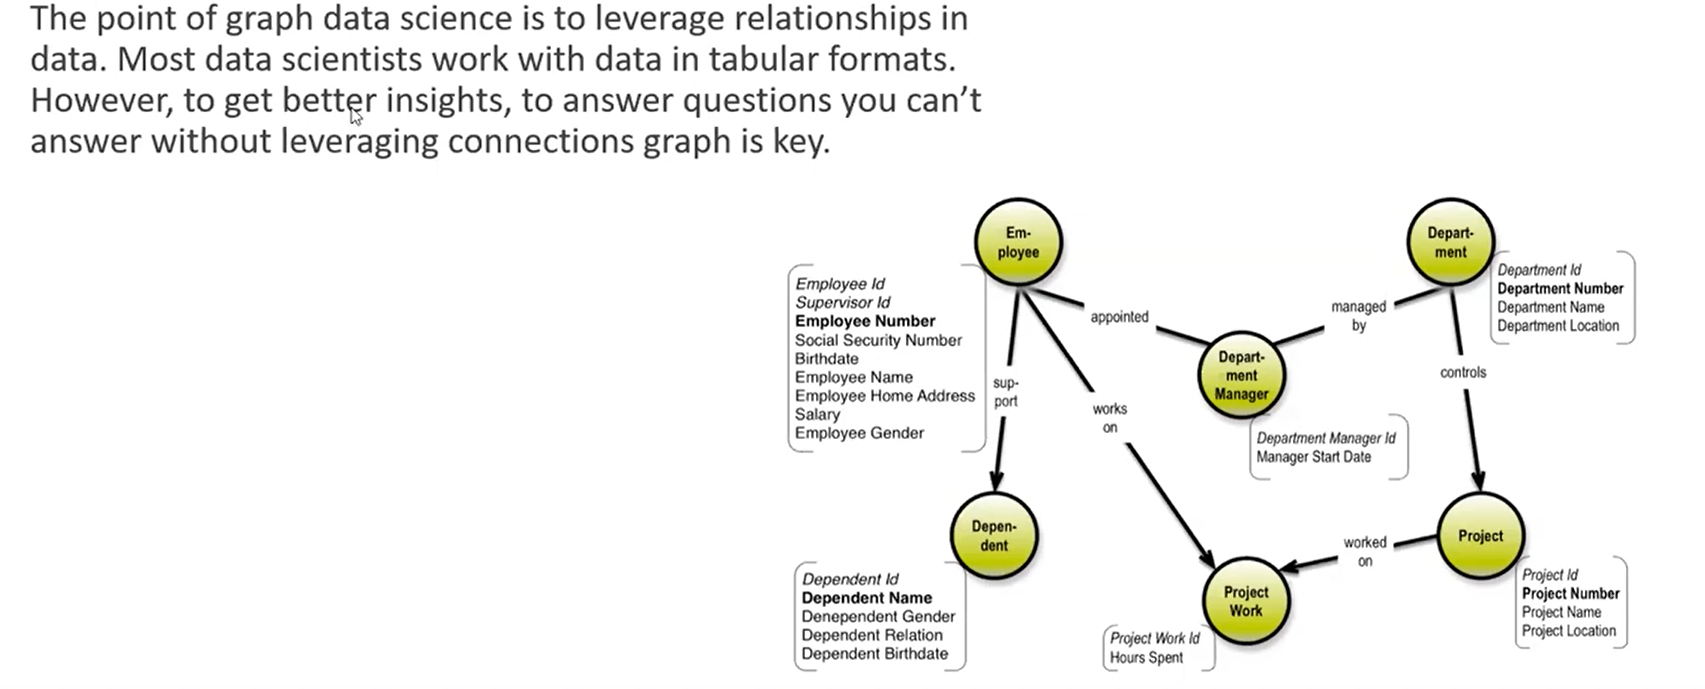 The point of graph data science is to leverage relationships in
data. Most data scientists work with data in tabular formats.
However, to get better insights, to answer questions you can’t
answer without leveraging connections graph is key.
Em-
ployee
Depart-
ment
Employee Id
Supervisor Id
Employee Number
Social Security Number
Birthdate
Employee Name
Employee Home Address
Salary
Employee Gender
Department Id
Department Number
Department Name
Department Location
appointed
managed
by
Depart-
ment
Manager
controls
sup-
port
works
on
Department Manager Id
Manager Start Date
Depen-
dent
Project
worked
on
Dependent Id
Dependent Name
Denependent Gender
Dependent Relation
Dependent Birthdate
Project
Work
Project Work Id
Hours Spent
Project Id
Project Number
Project Name
Project Location